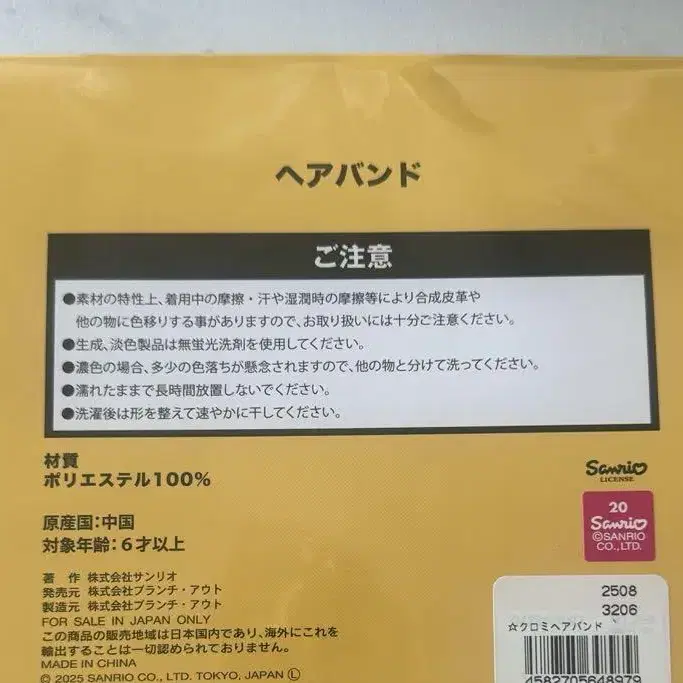 ヘアバンド
ご注意
●素材の特性上、着用中の摩擦・汗や湿潤時の摩擦等により合成皮革や
他の物に色移りする事がありますので、お取り扱いには十分ご注意ください。
●生成、淡色製品は無蛍光洗剤を使用してください。
●濃色の場合、多少の色落ちが懸念されますので、他の物と分けて洗ってください。
●濡れたままで長時間放置しないでください。
●洗濯後は形を整えて速やかに干してください。
材質
ポリエステル100%
原産国:中国
対象年齢:6才以上
Sanrio
LICENSE
20
Sanrio
©SANRIO
CO., LTD.
著 作 株式会社サンリオ
発売元 株式会社ブランチ・アウト
製造元 株式会社ブランチ・アウト
FOR SALE IN JAPAN ONLY
この商品の販売地域は日本国内であり、海外にこれを
輸出することは一切認められておりません。
MADE IN CHINA
© 2025 SANRIO CO., LTD. TOKYO, JAPAN Ⓛ
2508
3206
☆クロミヘアバンド
4582705648979